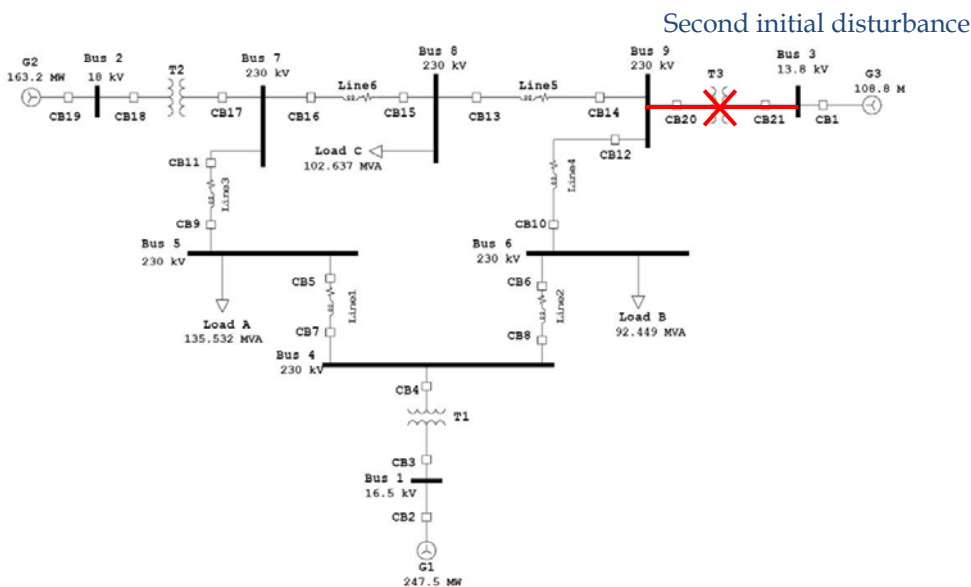 Second initial disturbance
G2
163.2 MW
Bus 2
18 kV
T2
Bus 7
230 kV
Line6
Bus 8
230 kV
Line5
Bus 9
230 kV
T3
Bus 3
13.8 kV
G3
108.8 M
CB19
CB18
CB17
CB16
CB15
CB13
CB14
CB20
CB21
CB1
CB11
Load C
102.637 MVA
CB12
Line3
Line4
CB9
CB10
Bus 5
230 kV
Bus 6
230 kV
CB5
CB6
Line1
Line2
Load A
135.532 MVA
CB7
CB8
Load B
92.449 MVA
Bus 4
230 kV
CB4
T1
CB3
Bus 1
16.5 kV
CB2
G1
247.5 MW